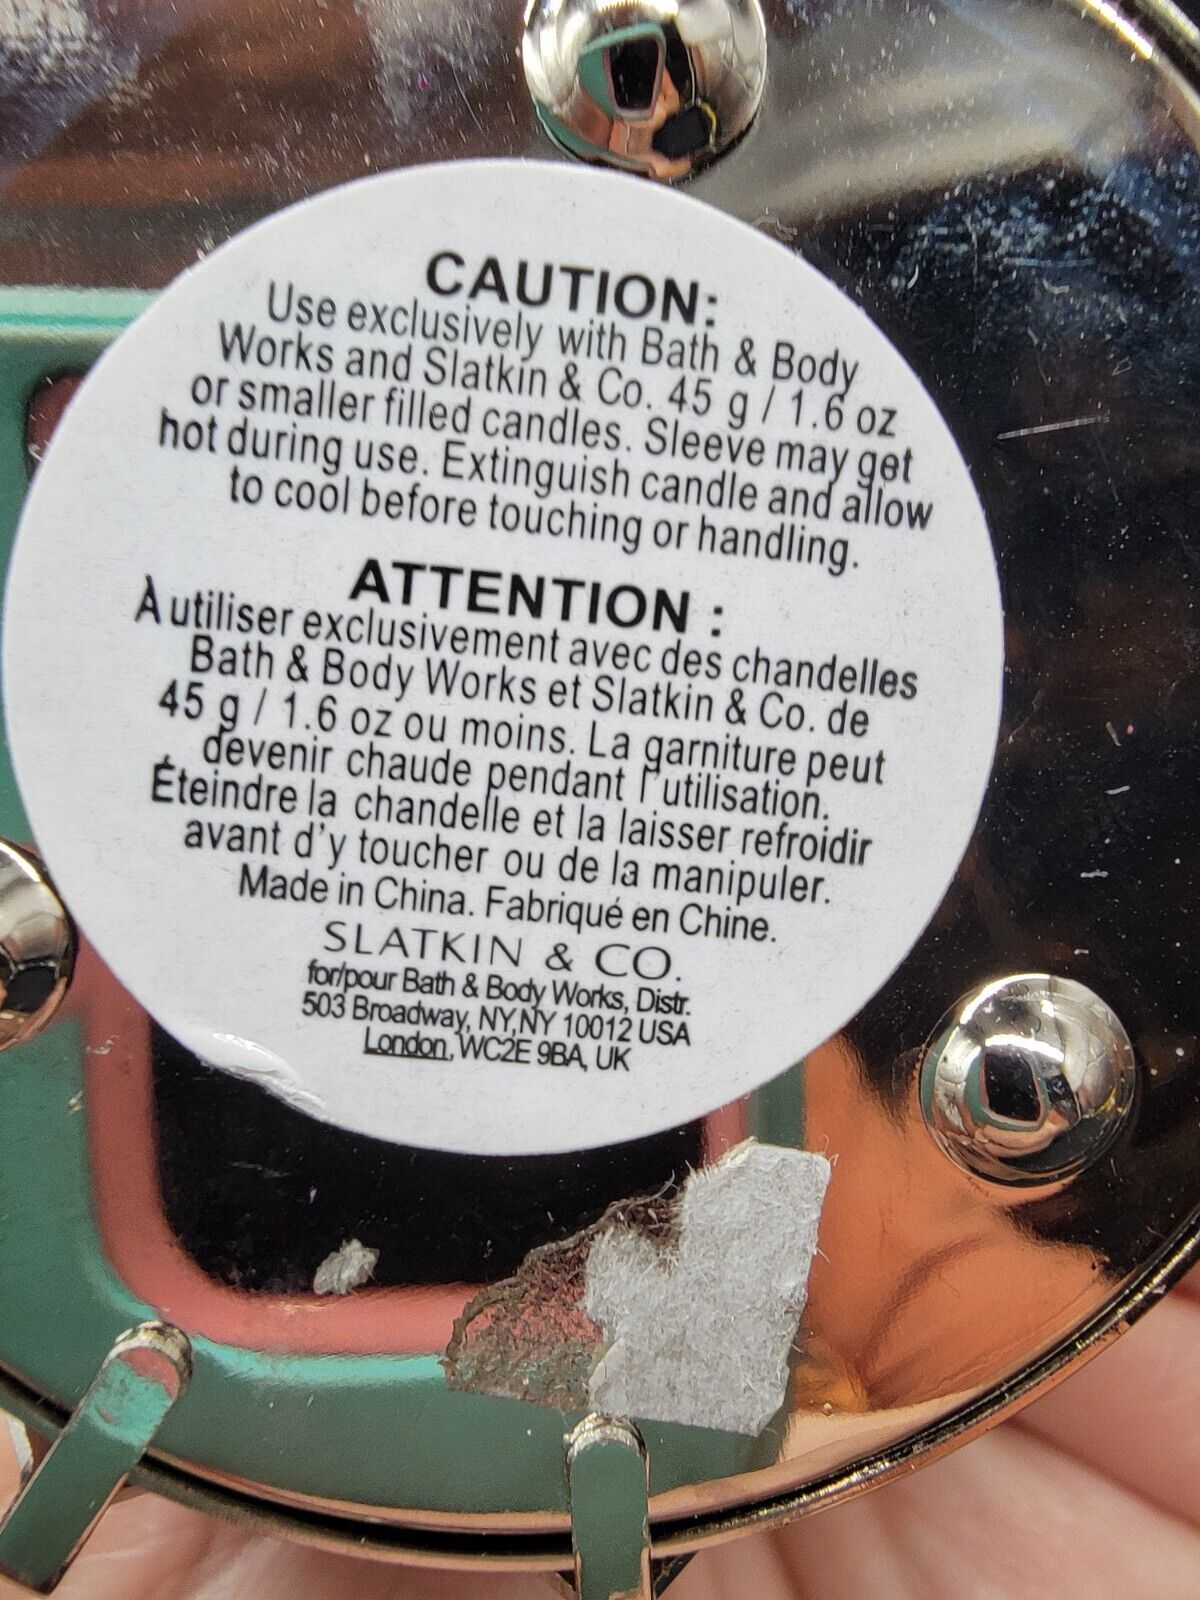 CAUTION:
Use exclusively with Bath & Body
Works and Slatkin & Co. 45 g / 1.6 oz
or smaller filled candles. Sleeve may get
hot during use. Extinguish candle and allow
to cool before touching or handling.
ATTENTION :
À utiliser exclusivement avec des chandelles
Bath & Body Works et Slatkin & Co. de
45 g / 1.6 oz ou moins. La garniture peut
devenir chaude pendant l'utilisation.
Éteindre la chandelle et la laisser refroidir
avant d'y toucher ou de la manipuler.
Made in China. Fabriqué en Chine.
SLATKIN & CO.
for/pour Bath & Body Works, Distr.
503 Broadway, NY,NY 10012 USA
London, WC2E 9BA, UK